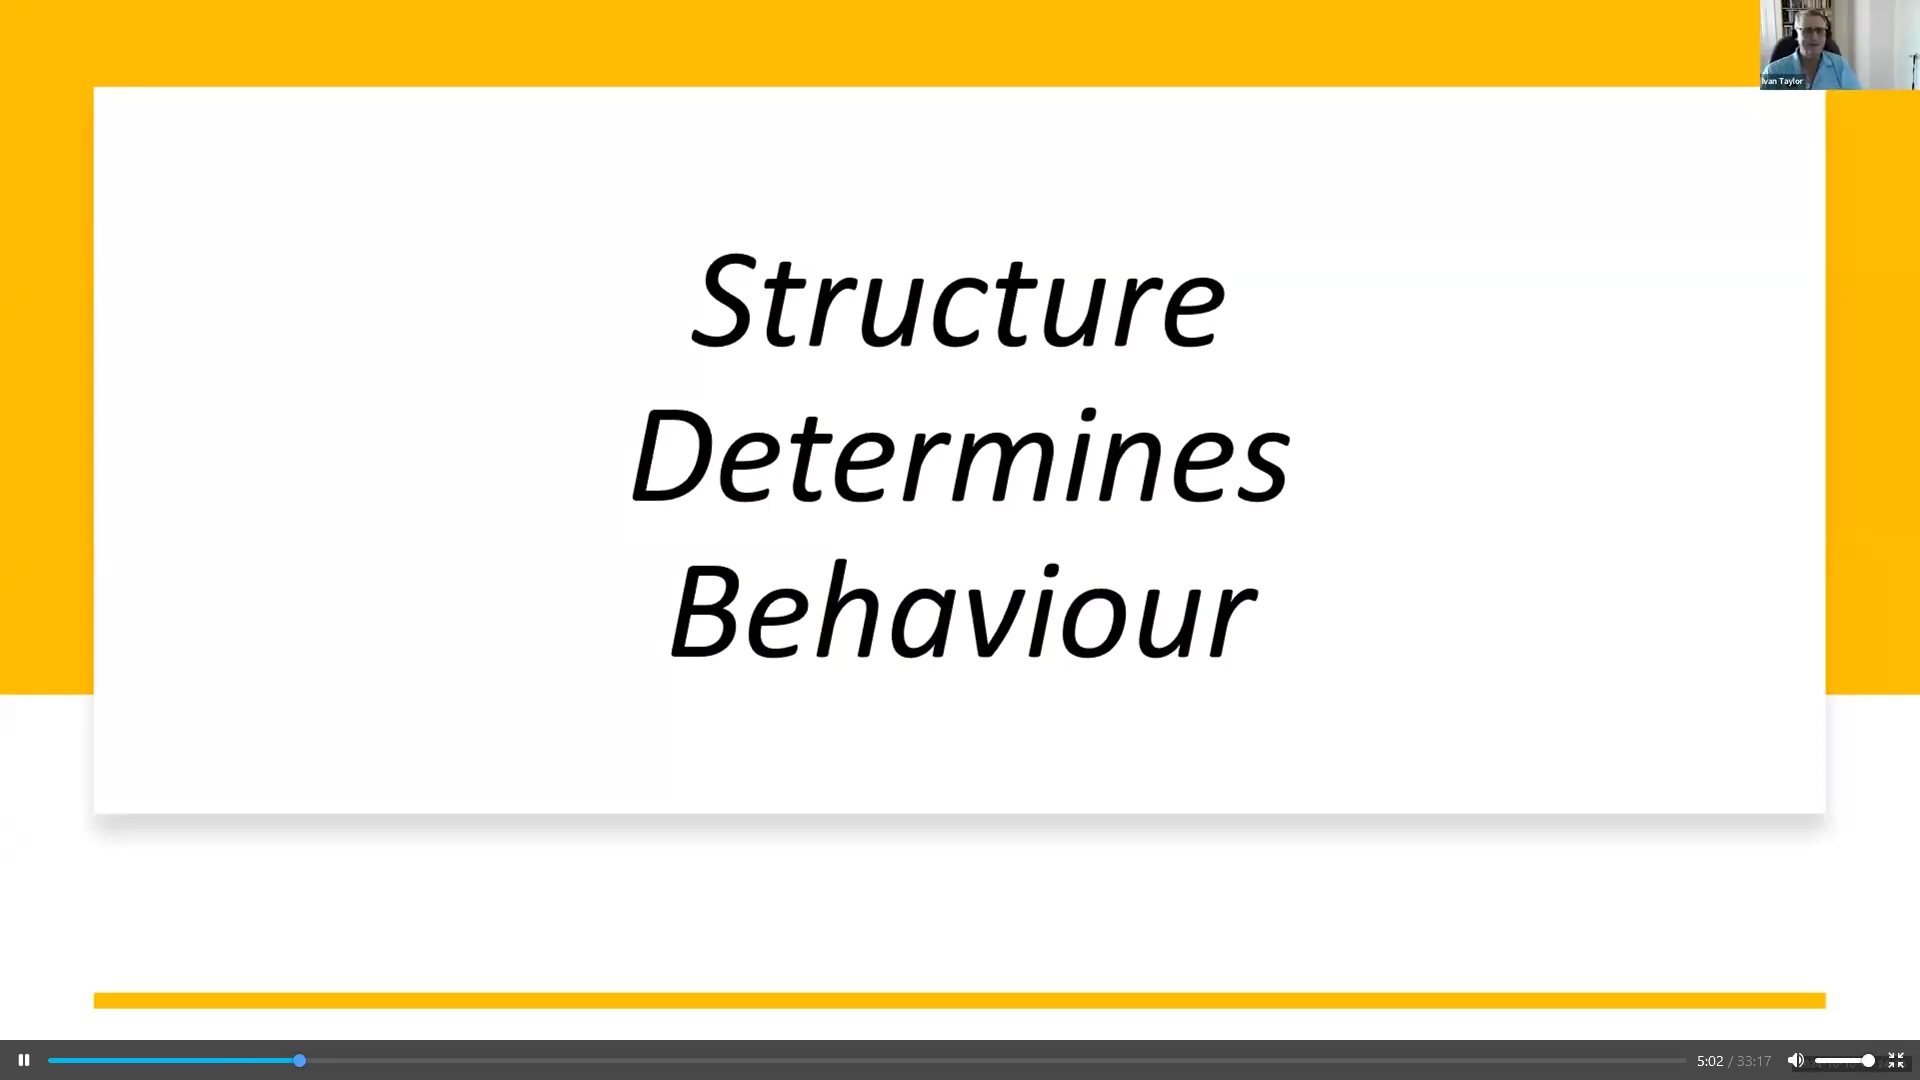 Ivan Taylor
Structure
Determines
Behaviour
5:02 / 33:17